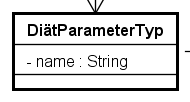 DiätParameterTyp
- name : String